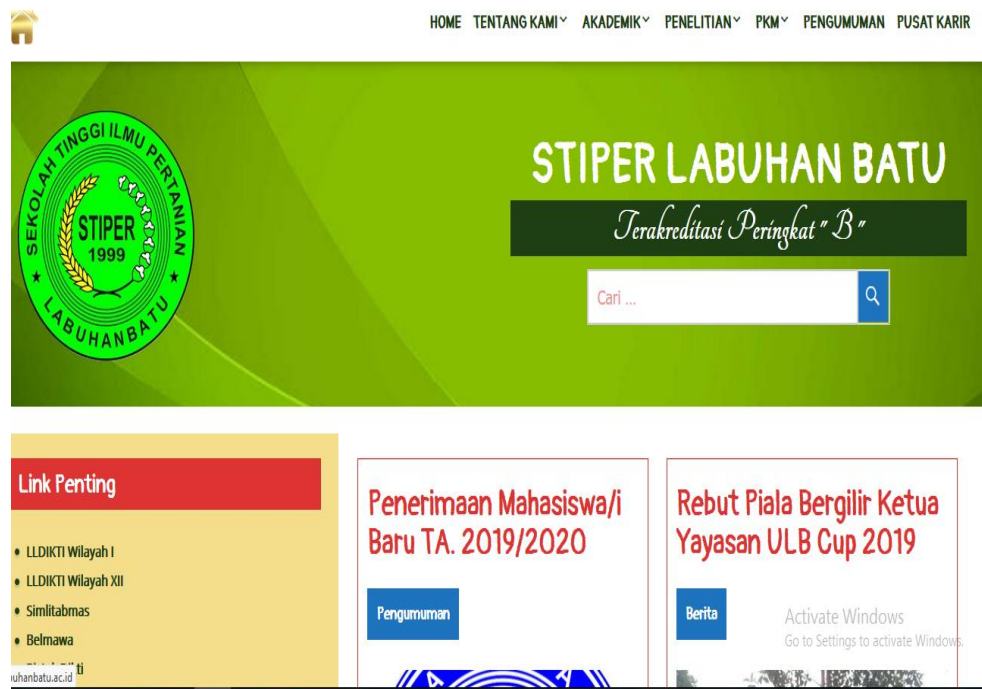 HOME TENTANG KAMI AKADEMIK PENELITIAN PKM PENGUMUMAN PUSAT KARIR
SEKOLAH TINGGI ILMU PERTANIAN
STIPER
1999
LABUHANBATU
STIPER LABUHAN BATU
Terakreditasi Peringkat " B "
Cari ...
Link Penting
LLDIKTI Wilayah I
LLDIKTI Wilayah XII
Simlitabmas
Belmawa
uhanbatu.ac.id
Penerimaan Mahasiswa/i
Baru TA. 2019/2020
Pengumuman
Rebut Piala Bergilir Ketua
Yayasan ULB Cup 2019
Berita
Activate Windows
Go to Settings to activate Windows.